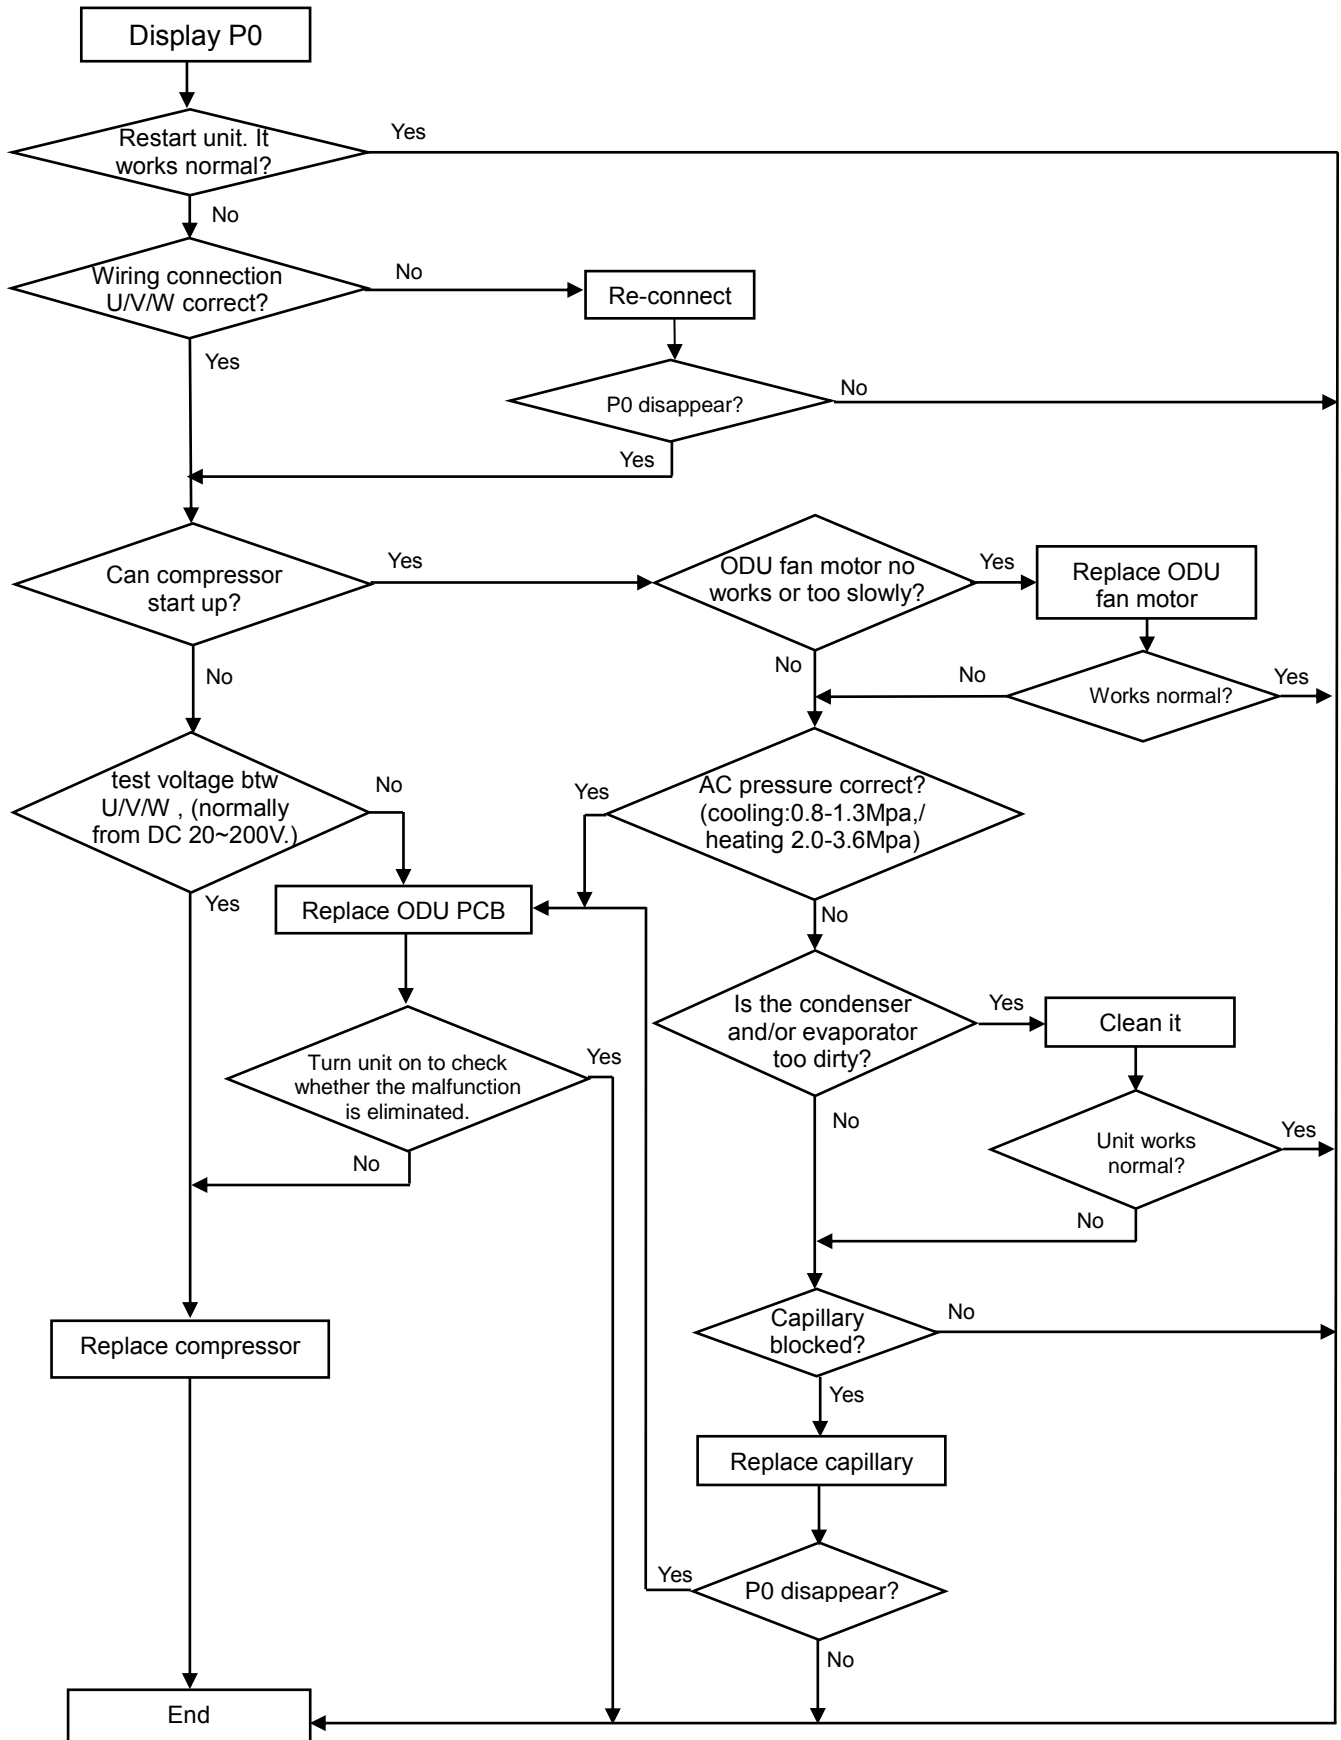 Display P0
Restart unit. It
works normal?
Yes
No
Wiring connection
U/V/W correct?
No
Re-connect
Yes
P0 disappear?
No
Yes
Can compressor
start up?
Yes
ODU fan motor no
works or too slowly?
Yes
Replace ODU
fan motor
No
No
No
Works normal?
Yes
test voltage btw
U/V/W , (normally
from DC 20~200V.)
No
Yes
AC pressure correct?
(cooling:0.8-1.3Mpa,/
heating 2.0-3.6Mpa)
Yes
Replace ODU PCB
No
Is the condenser
and/or evaporator
too dirty?
Yes
Clean it
Turn unit on to check
whether the malfunction
is eliminated.
Yes
No
No
Unit works
normal?
Yes
No
Capillary
blocked?
No
Replace compressor
Yes
Replace capillary
Yes
P0 disappear?
No
End